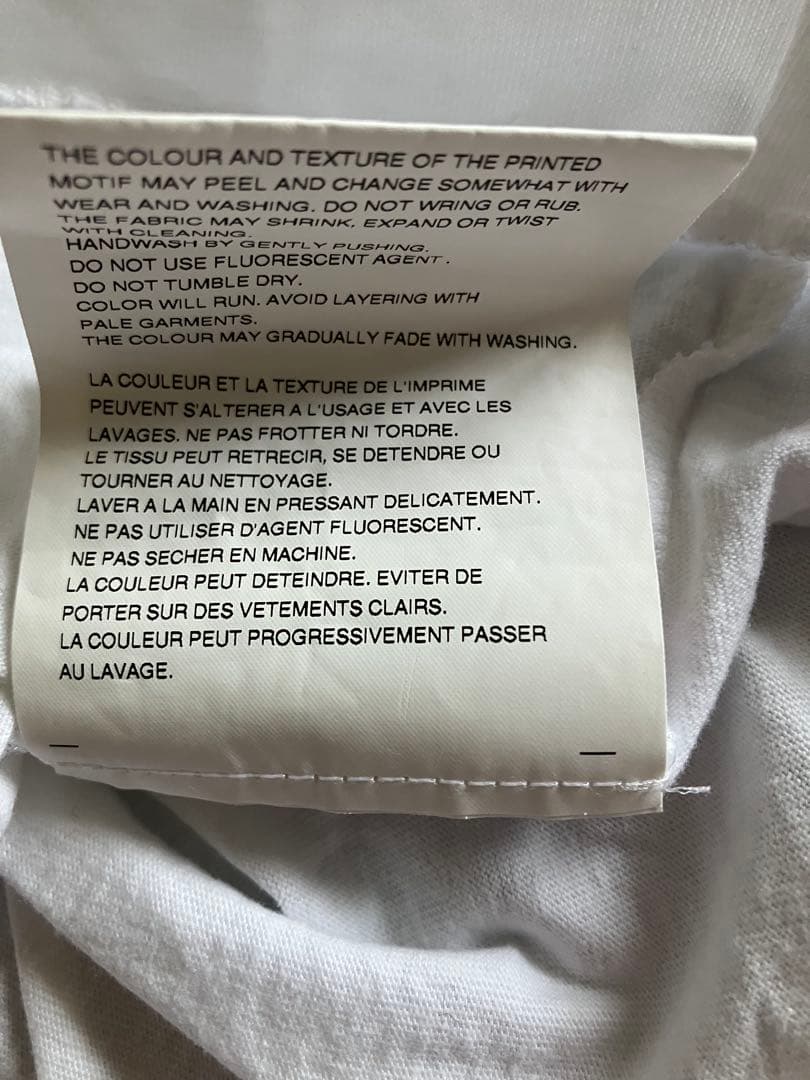 THE COLOUR AND TEXTURE OF THE PRINTED
MOTIF MAY PEEL AND CHANGE SOMEWHAT WITH
WEAR AND WASHING. DO NOT WRING OR RUB.
THE FABRIC MAY SHRINK, EXPAND OR TWIST
WITH CLEANING.
HANDWASH BY GENTLY PUSHING.
DO NOT USE FLUORESCENT AGENT.
DO NOT TUMBLE DRY.
COLOR WILL RUN. AVOID LAYERING WITH
PALE GARMENTS.
THE COLOUR MAY GRADUALLY FADE WITH WASHING.
LA COULEUR ET LA TEXTURE DE L'IMPRIME
PEUVENT S'ALTERER A L'USAGE ET AVEC LES
LAVAGES. NE PAS FROTTER NI TORDRE.
LE TISSU PEUT RETRECIR, SE DETENDRE OU
TOURNER AU NETTOYAGE.
LAVER A LA MAIN EN PRESSANT DELICATEMENT.
NE PAS UTILISER D'AGENT FLUORESCENT.
NE PAS SECHER EN MACHINE.
LA COULEUR PEUT DETEINDRE. EVITER DE
PORTER SUR DES VETEMENTS CLAIRS.
LA COULEUR PEUT PROGRESSIVEMENT PASSER
AU LAVAGE.